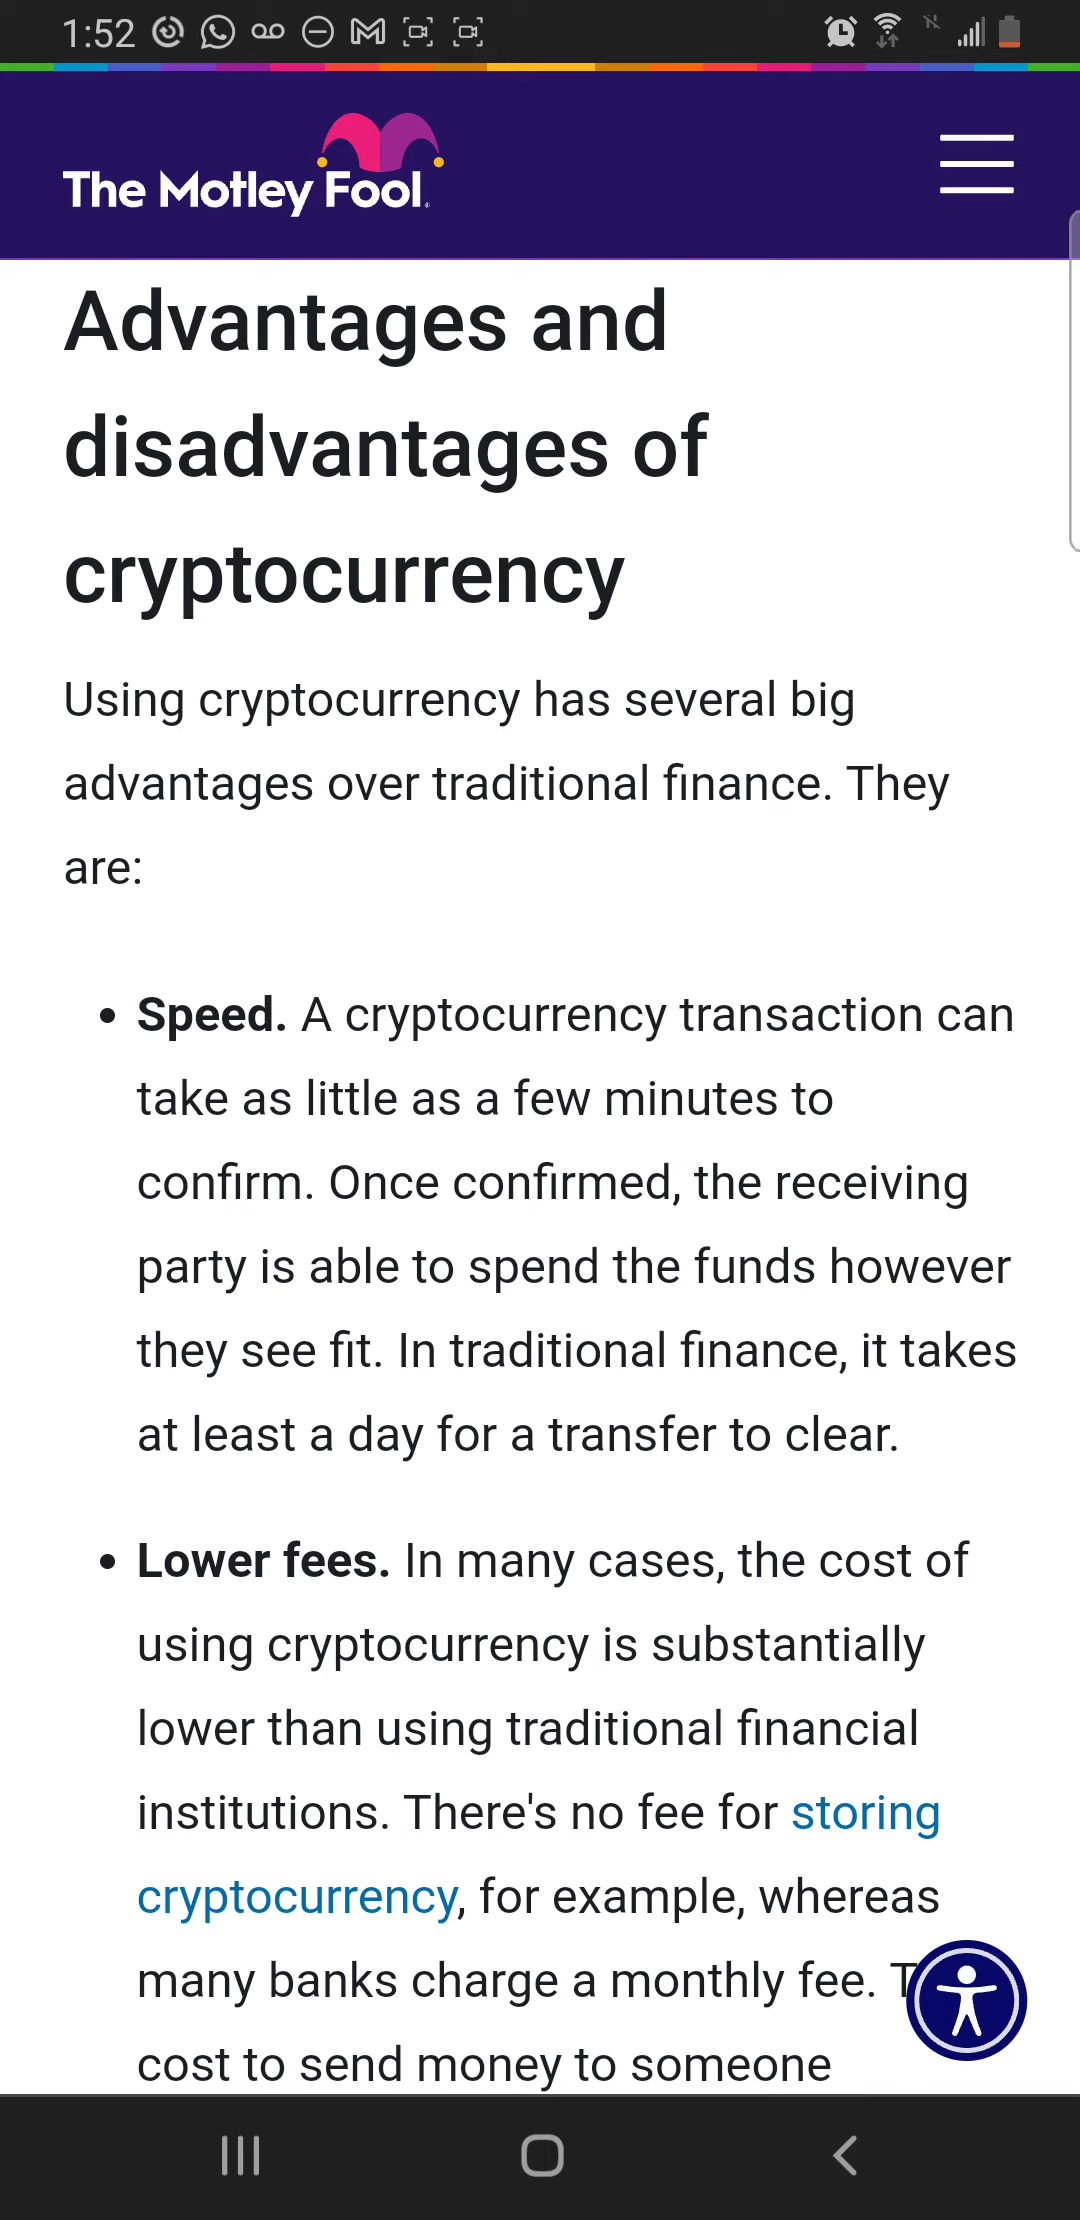 1:52
The Motley Fool
Advantages and
disadvantages of
cryptocurrency
Using cryptocurrency has several big
advantages over traditional finance. They
are:
• Speed. A cryptocurrency transaction can
take as little as a few minutes to
confirm. Once confirmed, the receiving
party is able to spend the funds however
they see fit. In traditional finance, it takes
at least a day for a transfer to clear.
• Lower fees. In many cases, the cost of
using cryptocurrency is substantially
lower than using traditional financial
institutions. There's no fee for storing
cryptocurrency, for example, whereas
many banks charge a monthly fee.
cost to send money to someone